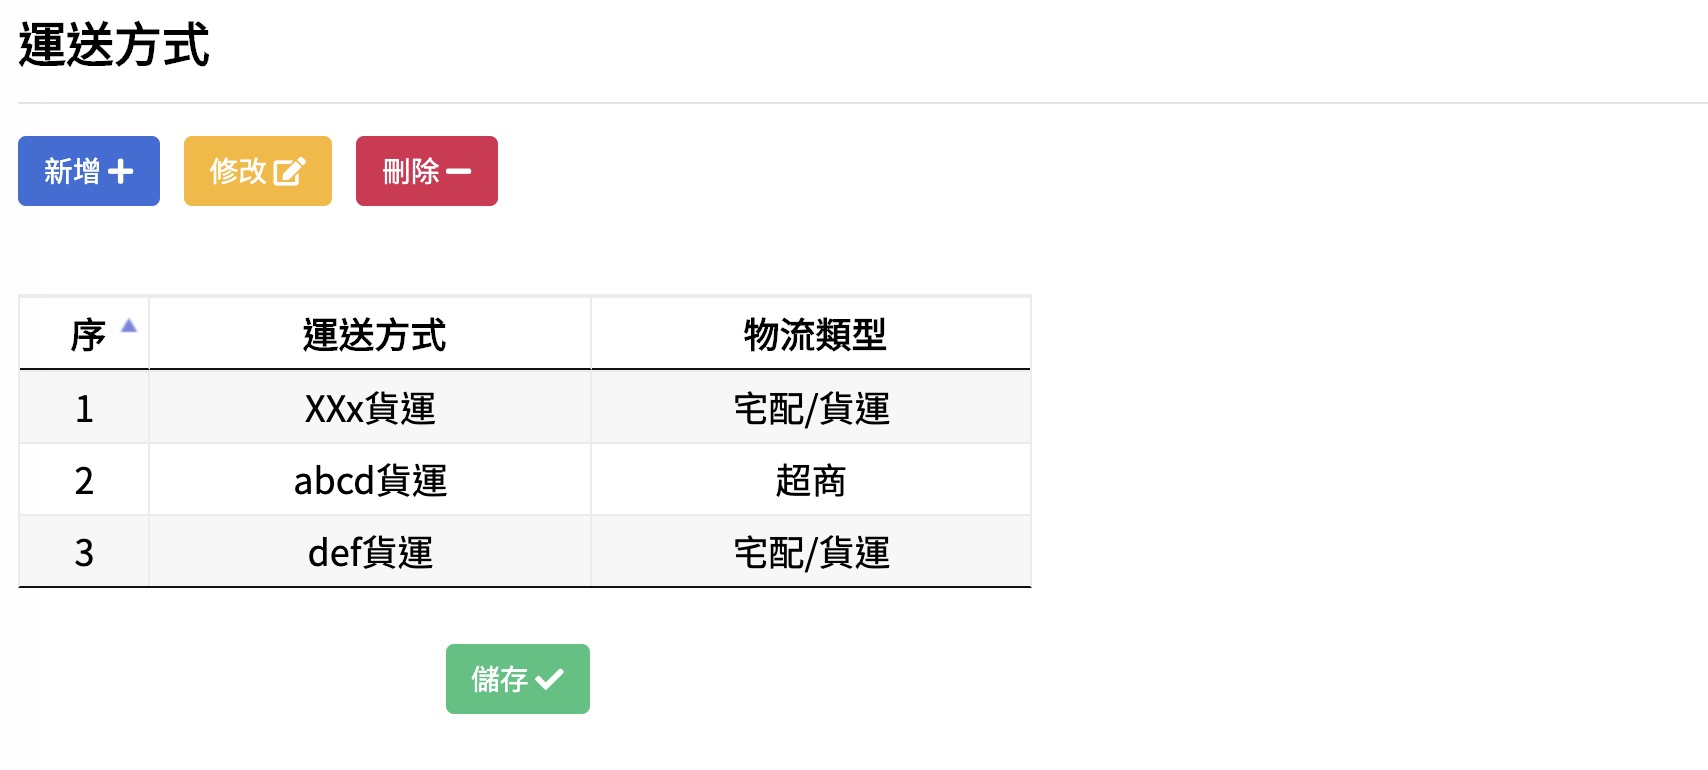 運送方式
新增 修改 刪除
序 運送方式 物流類型
1 XXx貨運 宅配/貨運
2 abcd貨運 超商
3 def貨運 宅配/貨運
儲存